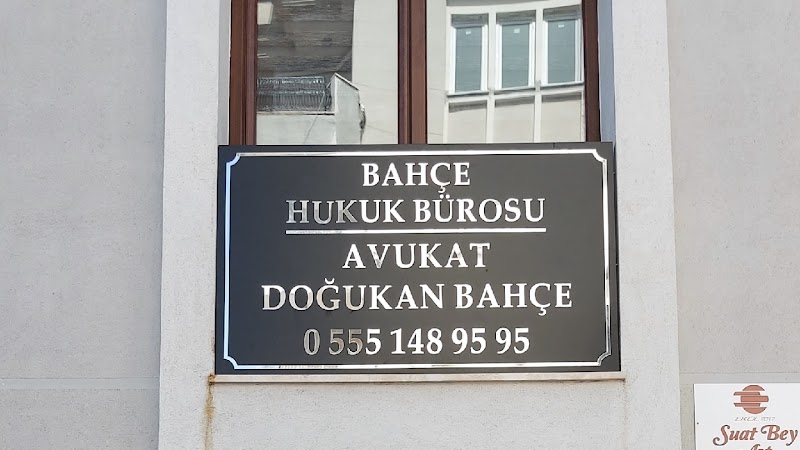 BAHÇE
HUKUK BÜROSU
AVUKAT
DOĞUKAN BAHÇE
0 555 148 95 95
Suat Bey